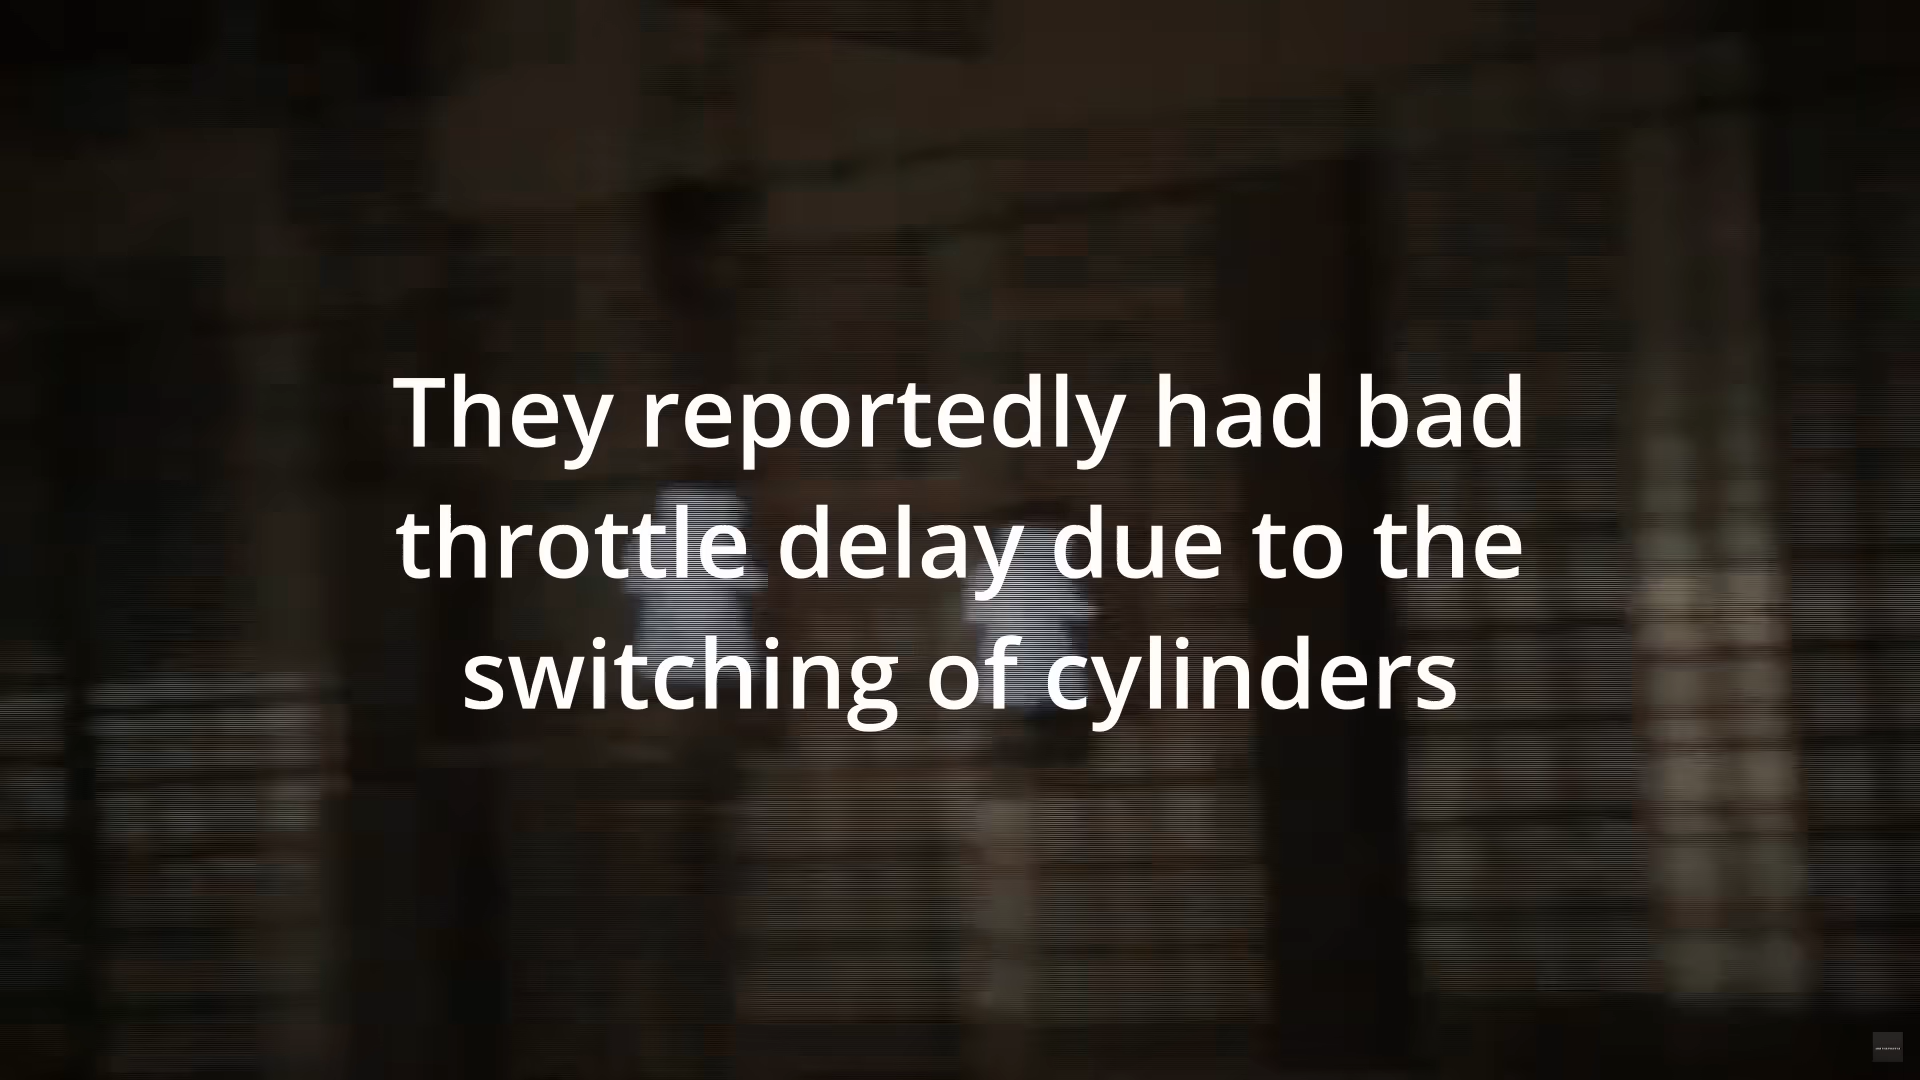 They reportedly had bad
throttle delay due to the
switching of cylinders